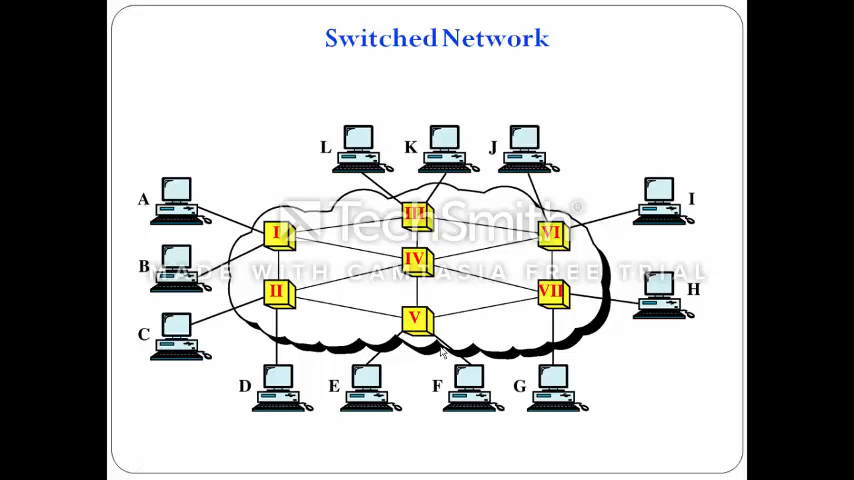 Switched Network
L K J
A I
III
I VI
TechSmith®
B IV
MADE WITH CAMTASIA FREE TRIAL
II VII H
V
C
D E F G